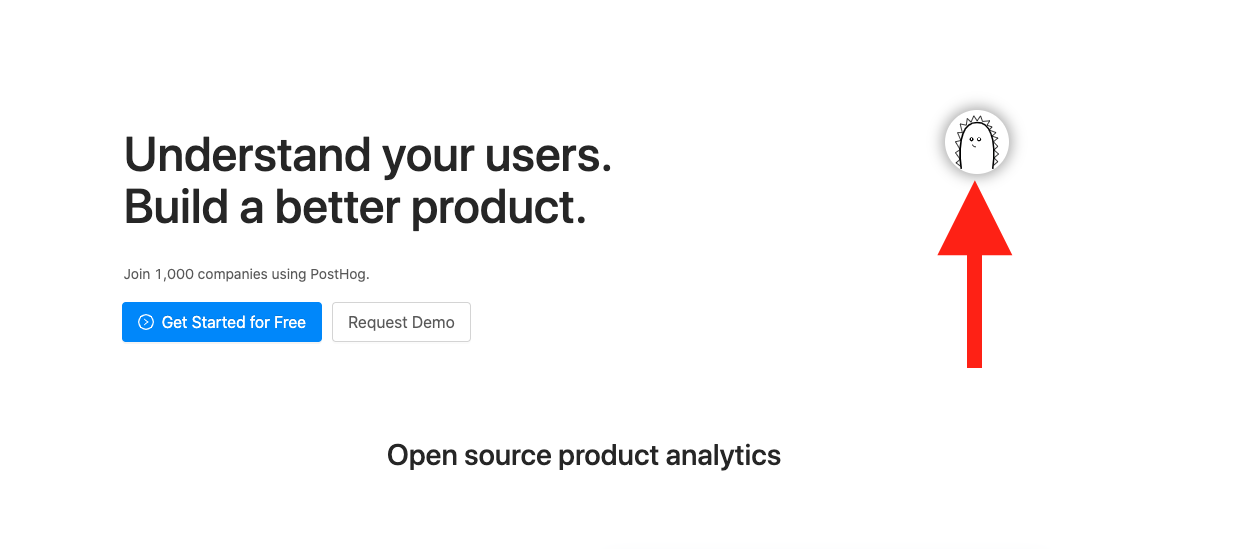 Understand your users.
Build a better product.
Join 1,000 companies using PostHog.
Get Started for Free
Request Demo
Open source product analytics